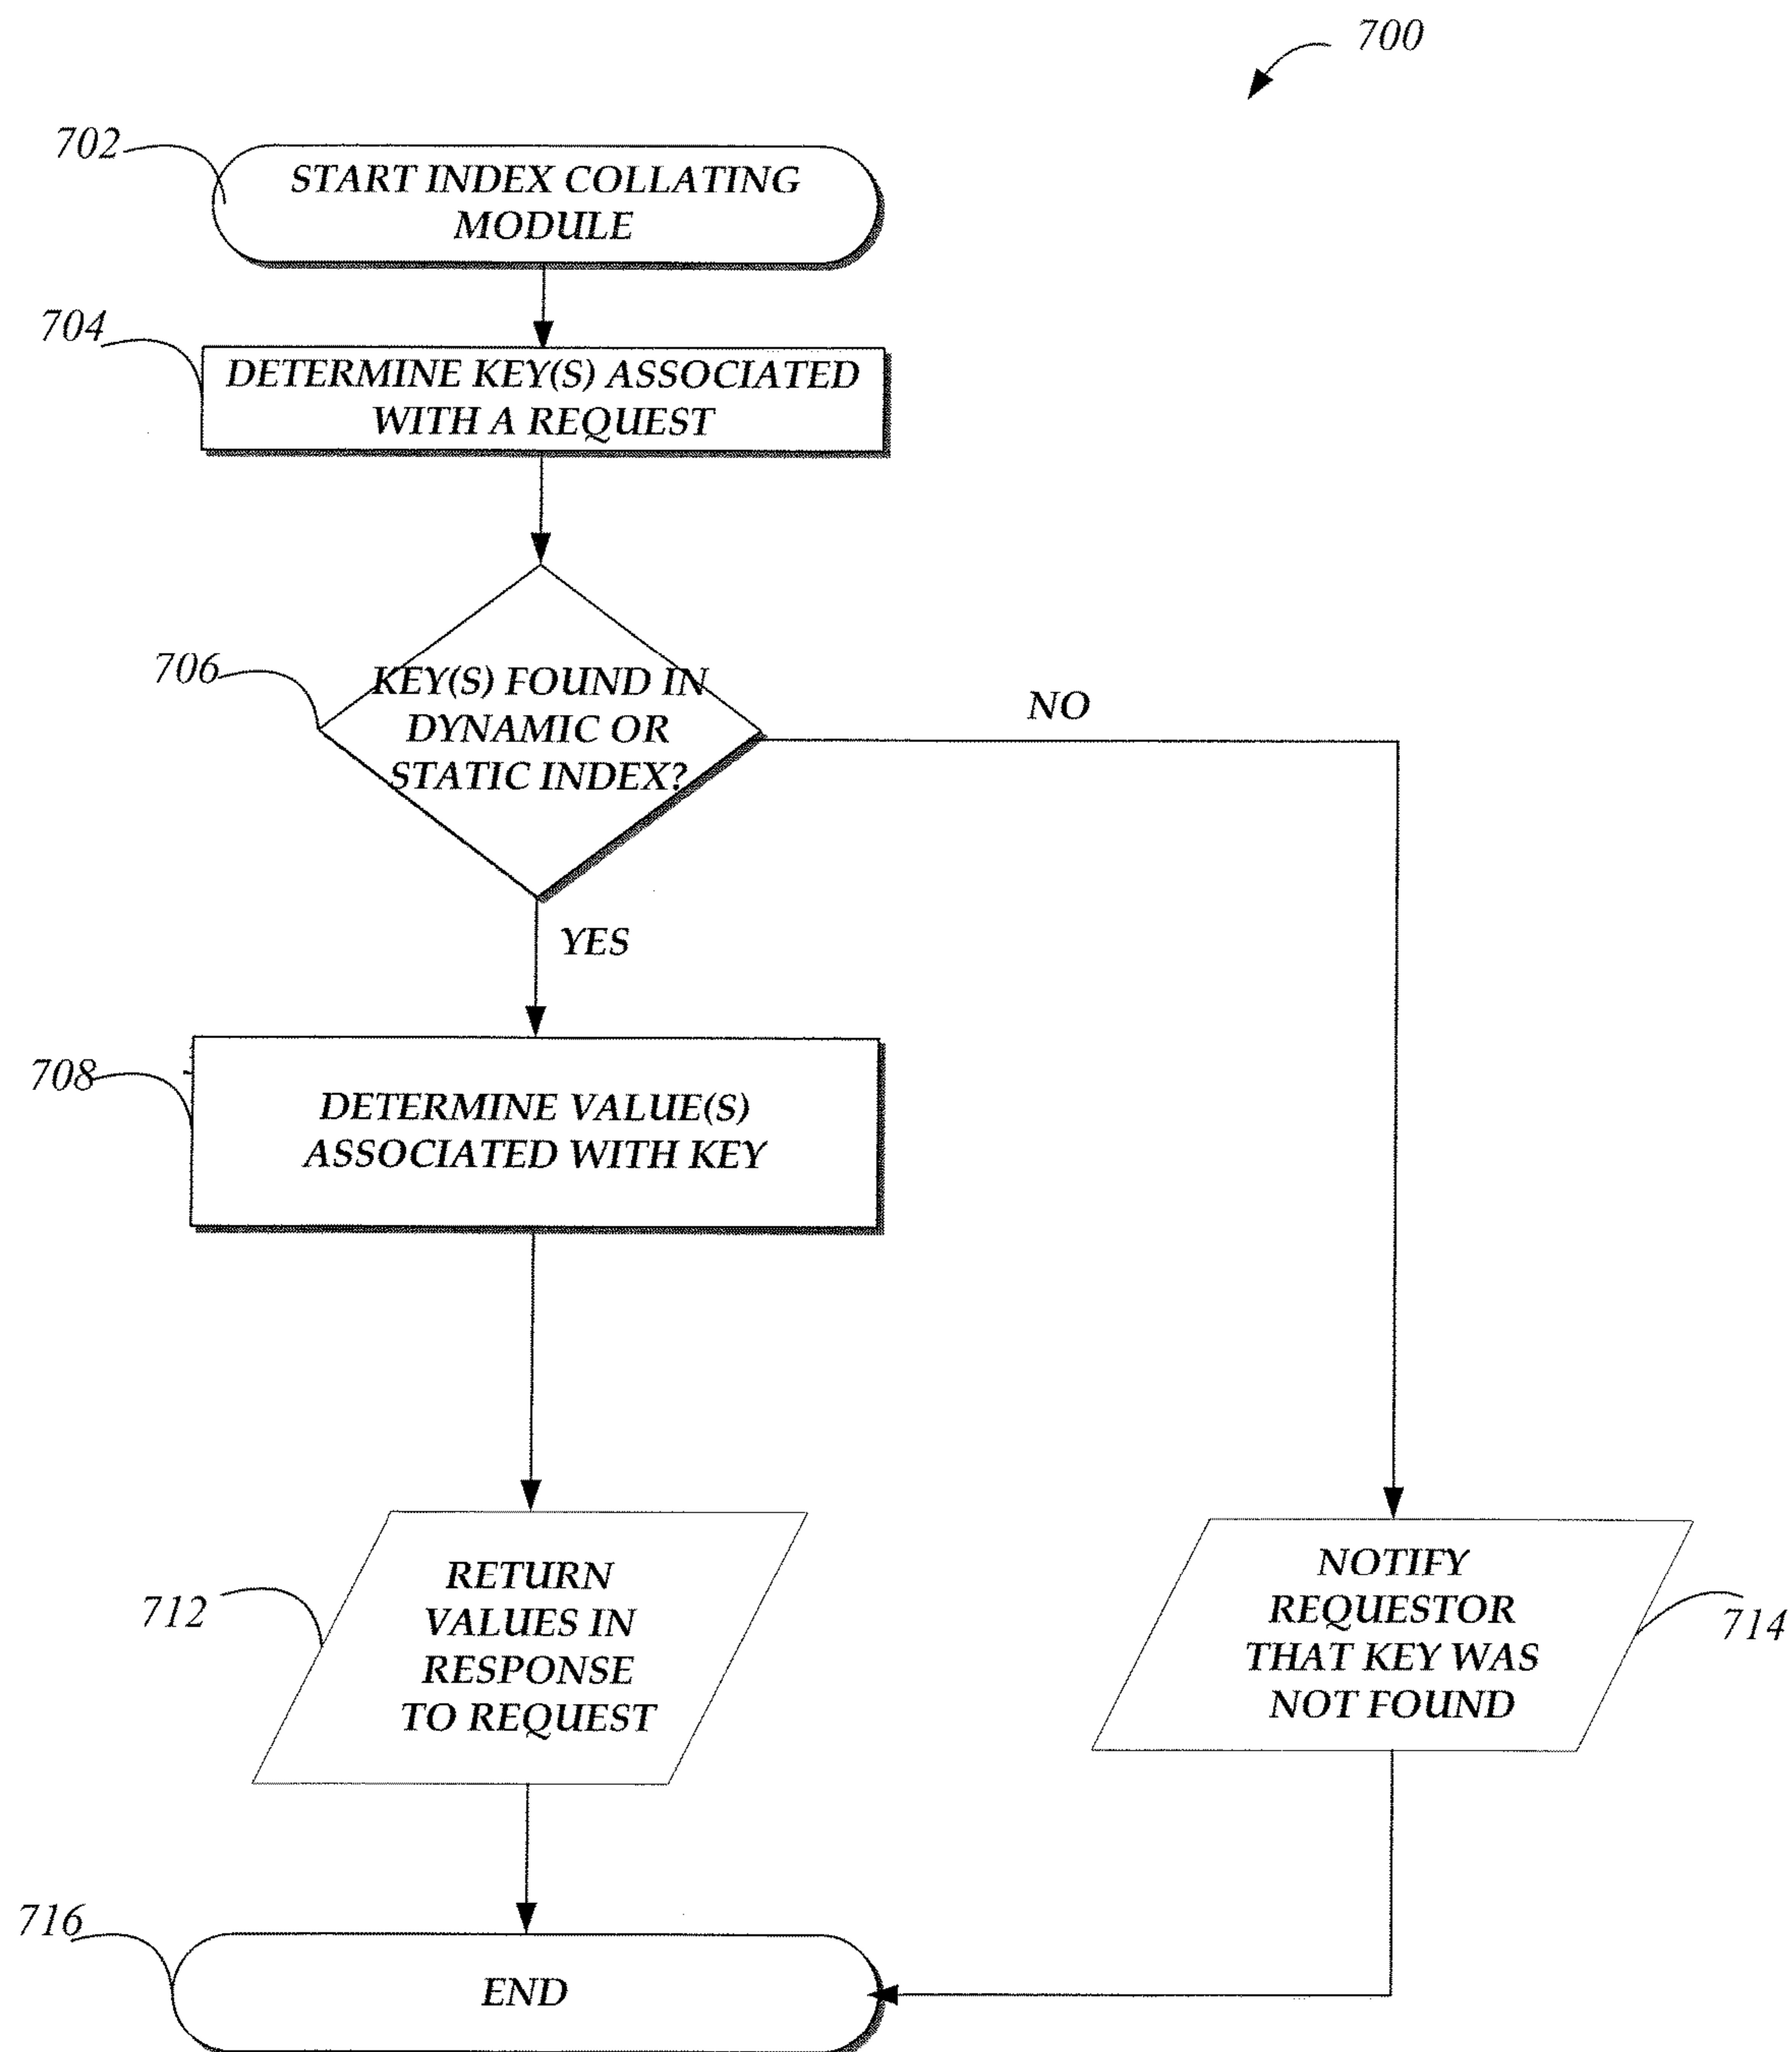 700
702
START INDEX COLLATING
MODULE
704
DETERMINE KEY(S) ASSOCIATED
WITH A REQUEST
706
KEY(S) FOUND IN
DYNAMIC OR
STATIC INDEX?
NO
YES
708
DETERMINE VALUE(S)
ASSOCIATED WITH KEY
712
RETURN
VALUES IN
RESPONSE
TO REQUEST
NOTIFY
REQUESTOR
THAT KEY WAS
NOT FOUND
714
716
END